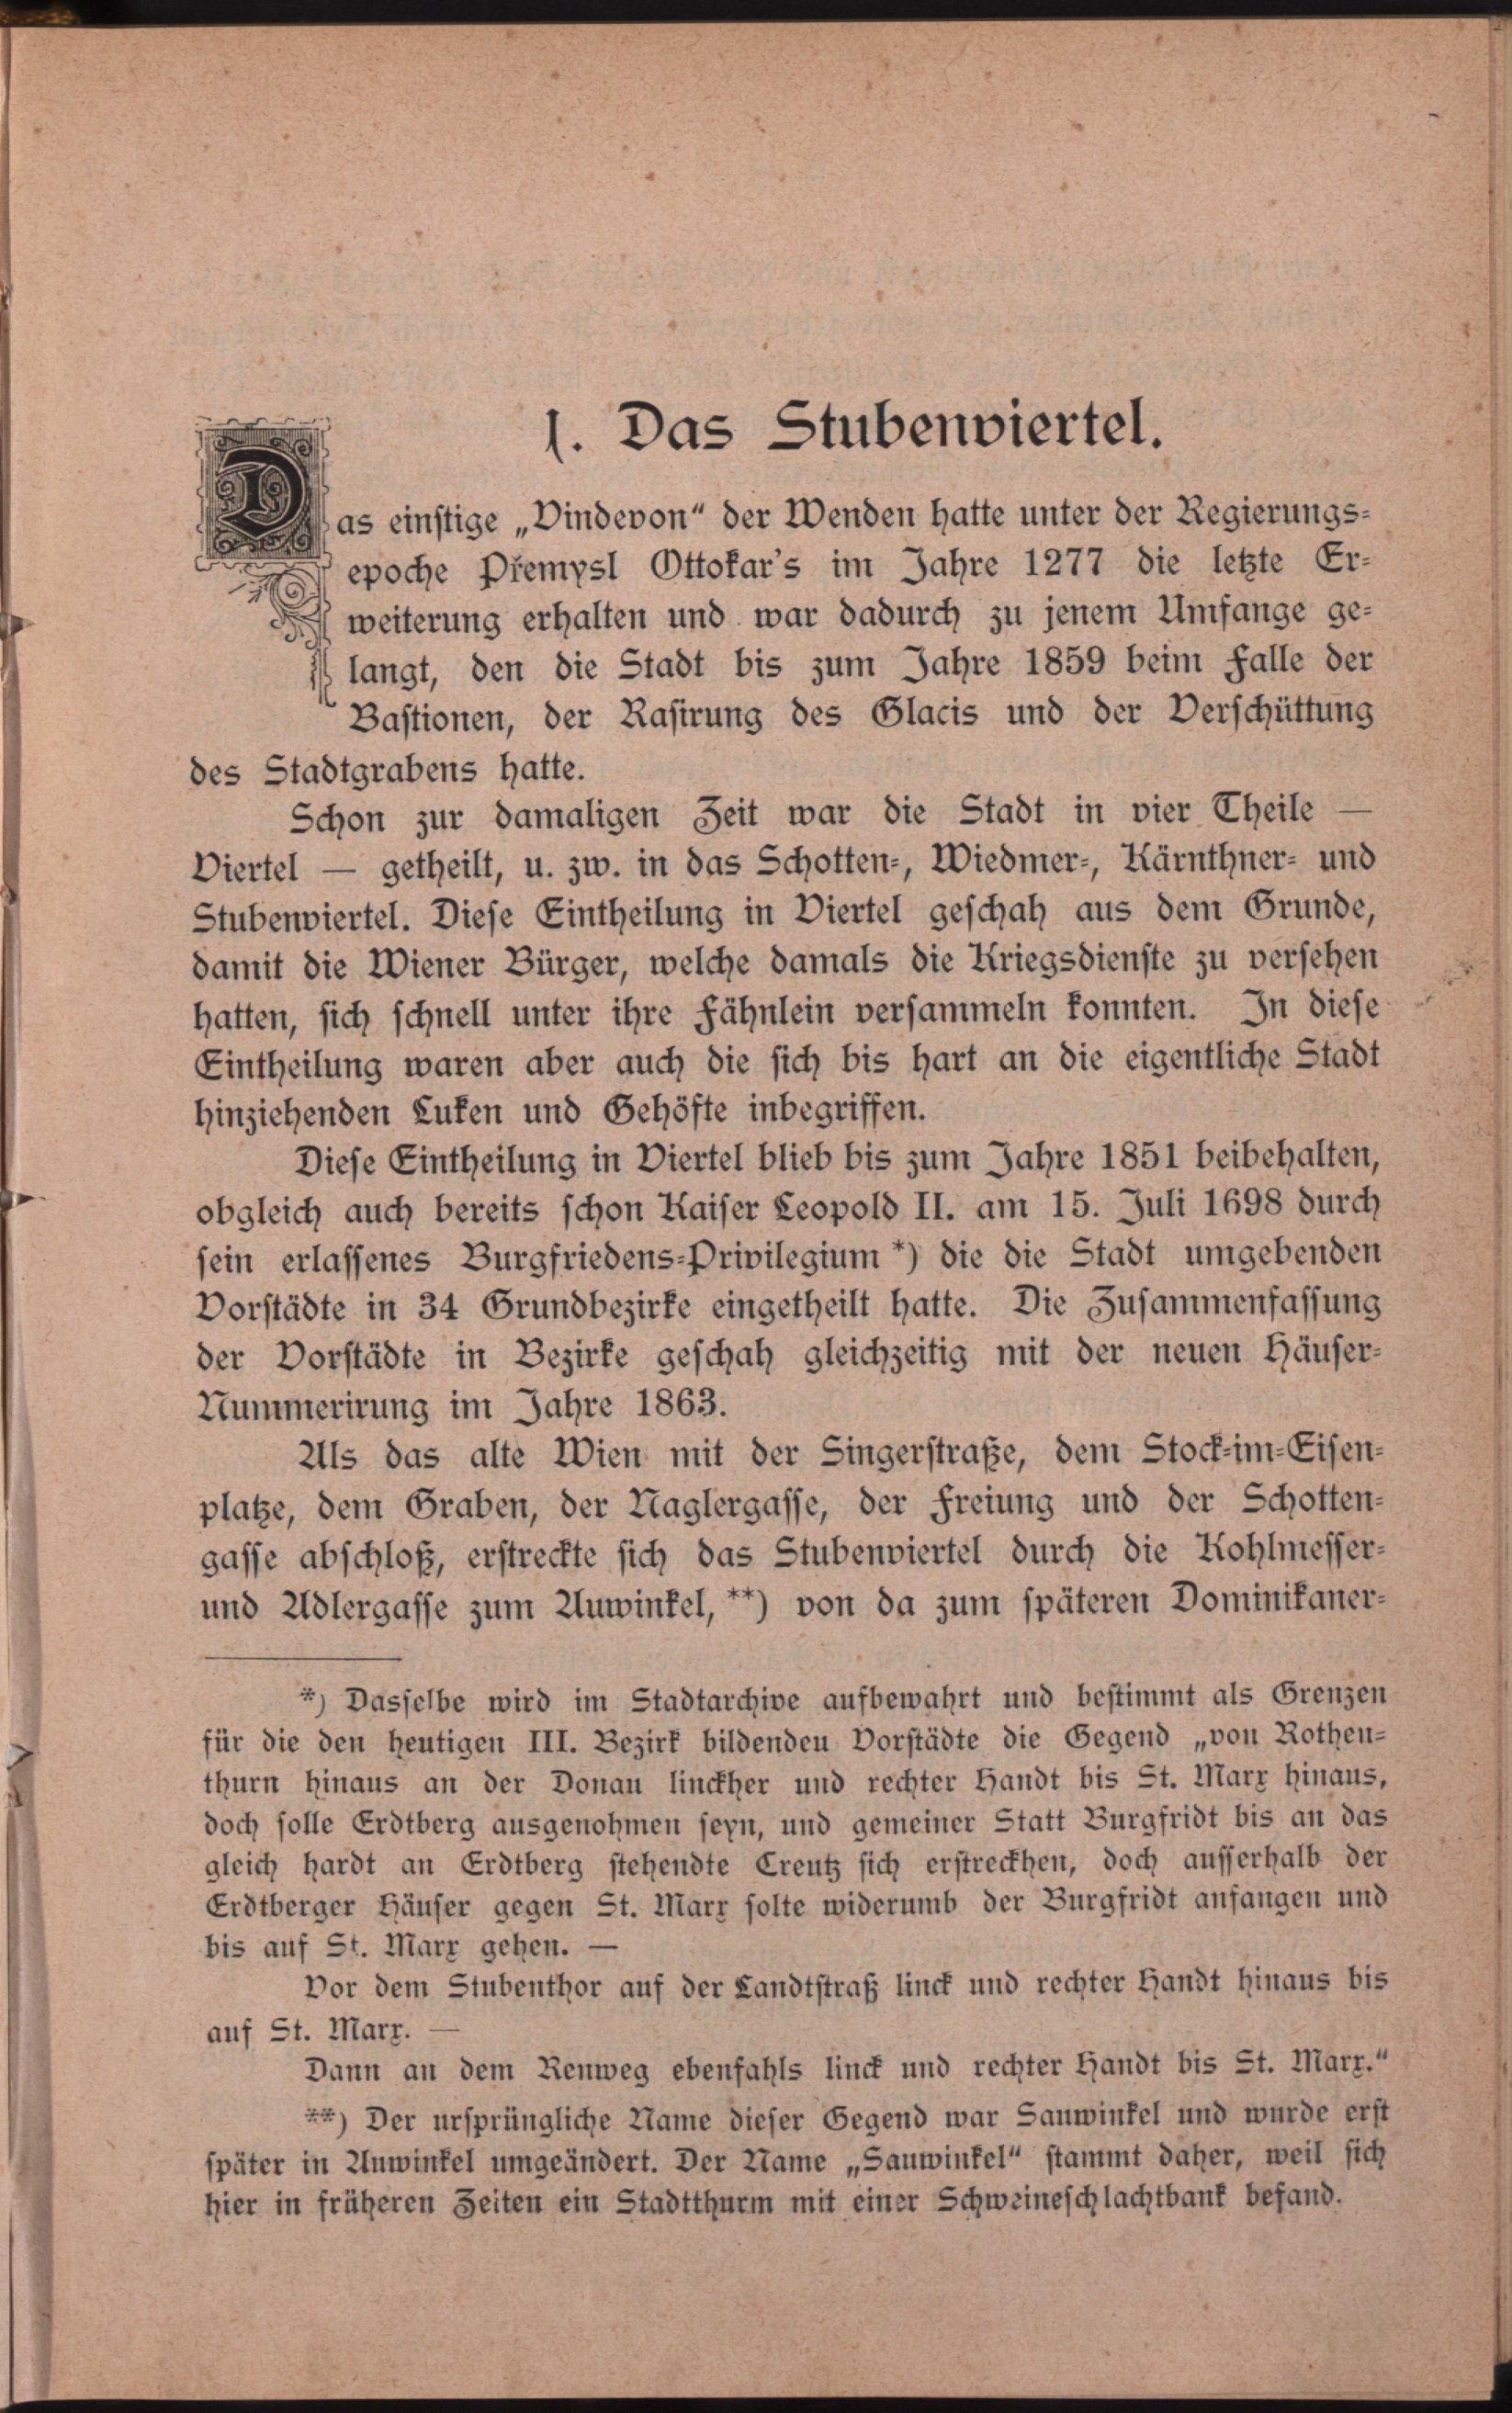 1. Das Stubenviertel.
Das einstige „Vindevon“ der Wenden hatte unter der Regierungs-
epoche Přemysl Ottokar's im Jahre 1277 die letzte Er-
weiterung erhalten und war dadurch zu jenem Umfange ge-
langt, den die Stadt bis zum Jahre 1859 beim Falle der
Bastionen, der Rasirung des Glacis und der Verschüttung
des Stadtgrabens hatte.
Schon zur damaligen Zeit war die Stadt in vier Theile —
Viertel — getheilt, u. zw. in das Schotten-, Wiedmer-, Kärnthner- und
Stubenviertel. Diese Eintheilung in Viertel geschah aus dem Grunde,
damit die Wiener Bürger, welche damals die Kriegsdienste zu versehen
hatten, sich schnell unter ihre Fähnlein versammeln konnten. In diese
Eintheilung waren aber auch die sich bis hart an die eigentliche Stadt
hinziehenden Luken und Gehöfte inbegriffen.
Diese Eintheilung in Viertel blieb bis zum Jahre 1851 beibehalten,
obgleich auch bereits schon Kaiser Leopold II. am 15. Juli 1698 durch
sein erlassenes Burgfriedens-Privilegium *) die die Stadt umgebenden
Vorstädte in 34 Grundbezirke eingetheilt hatte. Die Zusammenfassung
der Vorstädte in Bezirke geschah gleichzeitig mit der neuen Häuser-
Nummerirung im Jahre 1863.
Als das alte Wien mit der Singerstraße, dem Stock-im-Eisen-
platze, dem Graben, der Naglergasse, der Freiung und der Schotten-
gasse abschloß, erstreckte sich das Stubenviertel durch die Kohlmesser-
und Adlergasse zum Auwinkel, **) von da zum späteren Dominikaner-
*) Dasselbe wird im Stadtarchive aufbewahrt und bestimmt als Grenzen
für die den heutigen III. Bezirk bildenden Vorstädte die Gegend „von Rothen-
thurn hinaus an der Donau linckher und rechter Handt bis St. Marx hinaus,
doch solle Erdtberg ausgenohmen seyn, und gemeiner Statt Burgfridt bis an das
gleich hardt an Erdtberg stehendte Creutz sich erstreckhen, doch ausserhalb der
Erdtberger Häuser gegen St. Marx solte widerumb der Burgfridt anfangen und
bis auf St. Marx gehen. —
Vor dem Stubenthor auf der Landtstraß linck und rechter Handt hinaus bis
auf St. Marx. —
Dann an dem Renweg ebenfahls linck und rechter Handt bis St. Marx.“
**) Der ursprüngliche Name dieser Gegend war Sauwinkel und wurde erst
später in Auwinkel umgeändert. Der Name „Sauwinkel“ stammt daher, weil sich
hier in früheren Zeiten ein Stadtthurm mit einer Schweineschlachtbank befand.